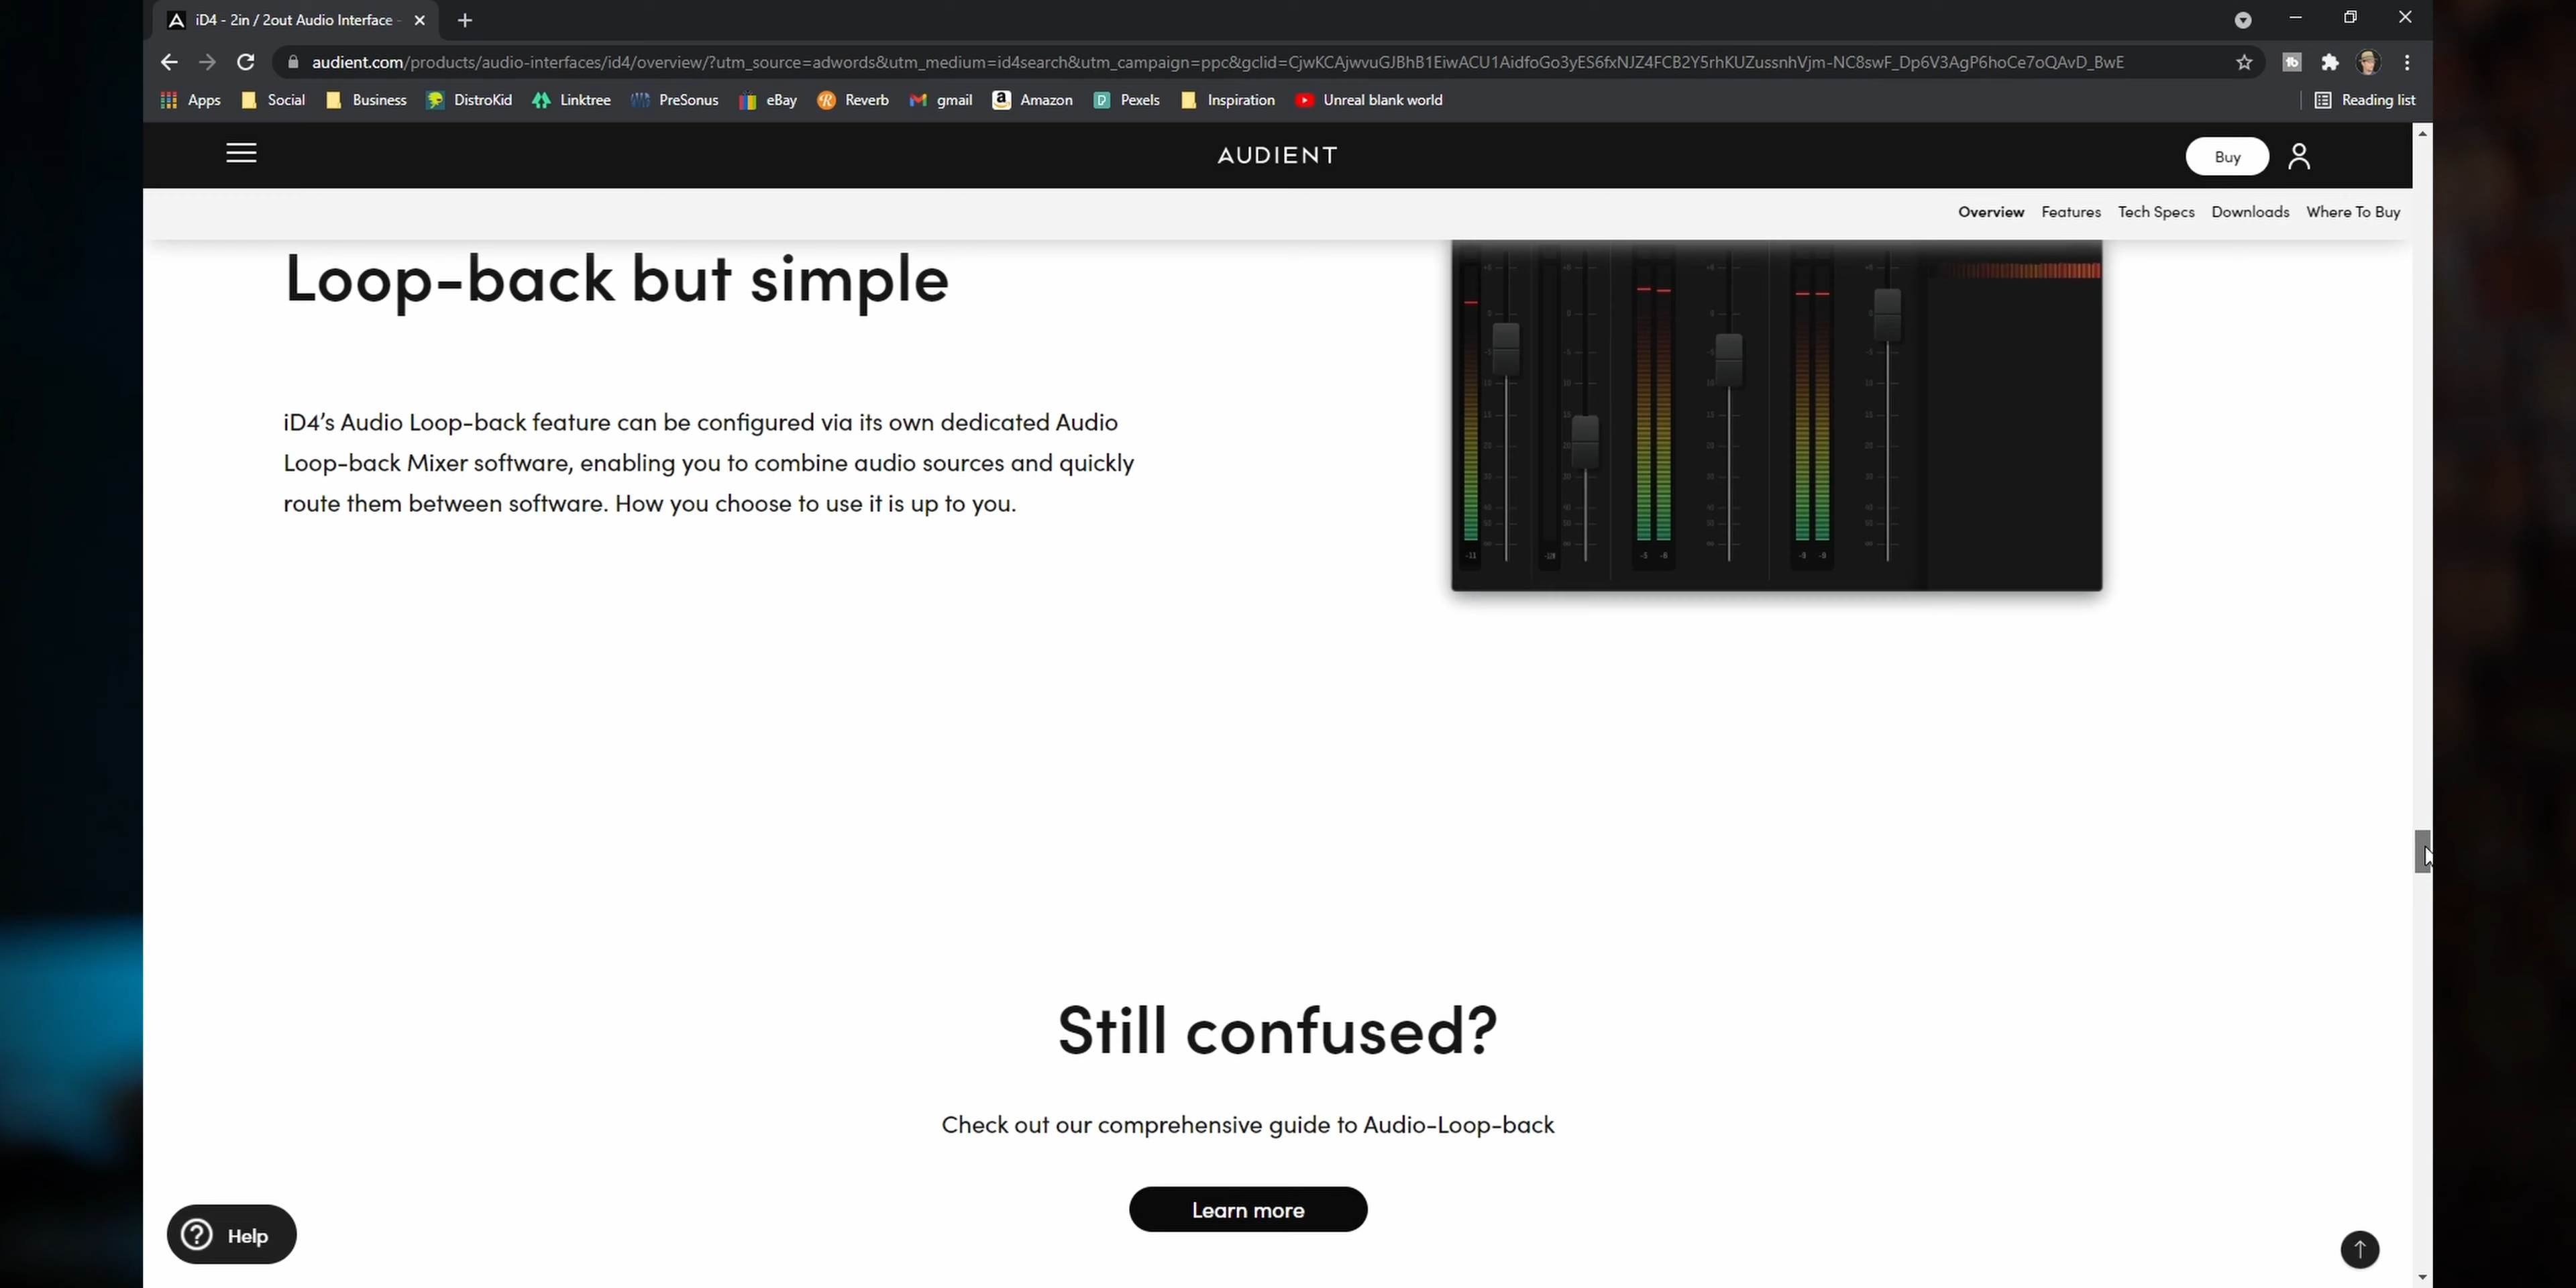 iD4 - 2in / 2out Audio Interface -
audient.com/products/audio-interfaces/id4/overview/?utm_source=adwords&utm_medium=id4search&utm_campaign=ppc&gclid=CjwKCAjwvuGJBhB1EiwACU1AidfoGo3yES6fxNJZ4FCB2Y5rhKUZussnhVjm-NC8swF_Dp6V3AgP6hoCe7oQAvD_BwE
Apps Social Business DistroKid Linktree PreSonus eBay Reverb gmail Amazon Pexels Inspiration Unreal blank world Reading list
AUDIENT
Buy
Overview Features Tech Specs Downloads Where To Buy
Loop-back but simple
iD4’s Audio Loop-back feature can be configured via its own dedicated Audio
Loop-back Mixer software, enabling you to combine audio sources and quickly
route them between software. How you choose to use it is up to you.
Still confused?
Check out our comprehensive guide to Audio-Loop-back
Learn more
Help